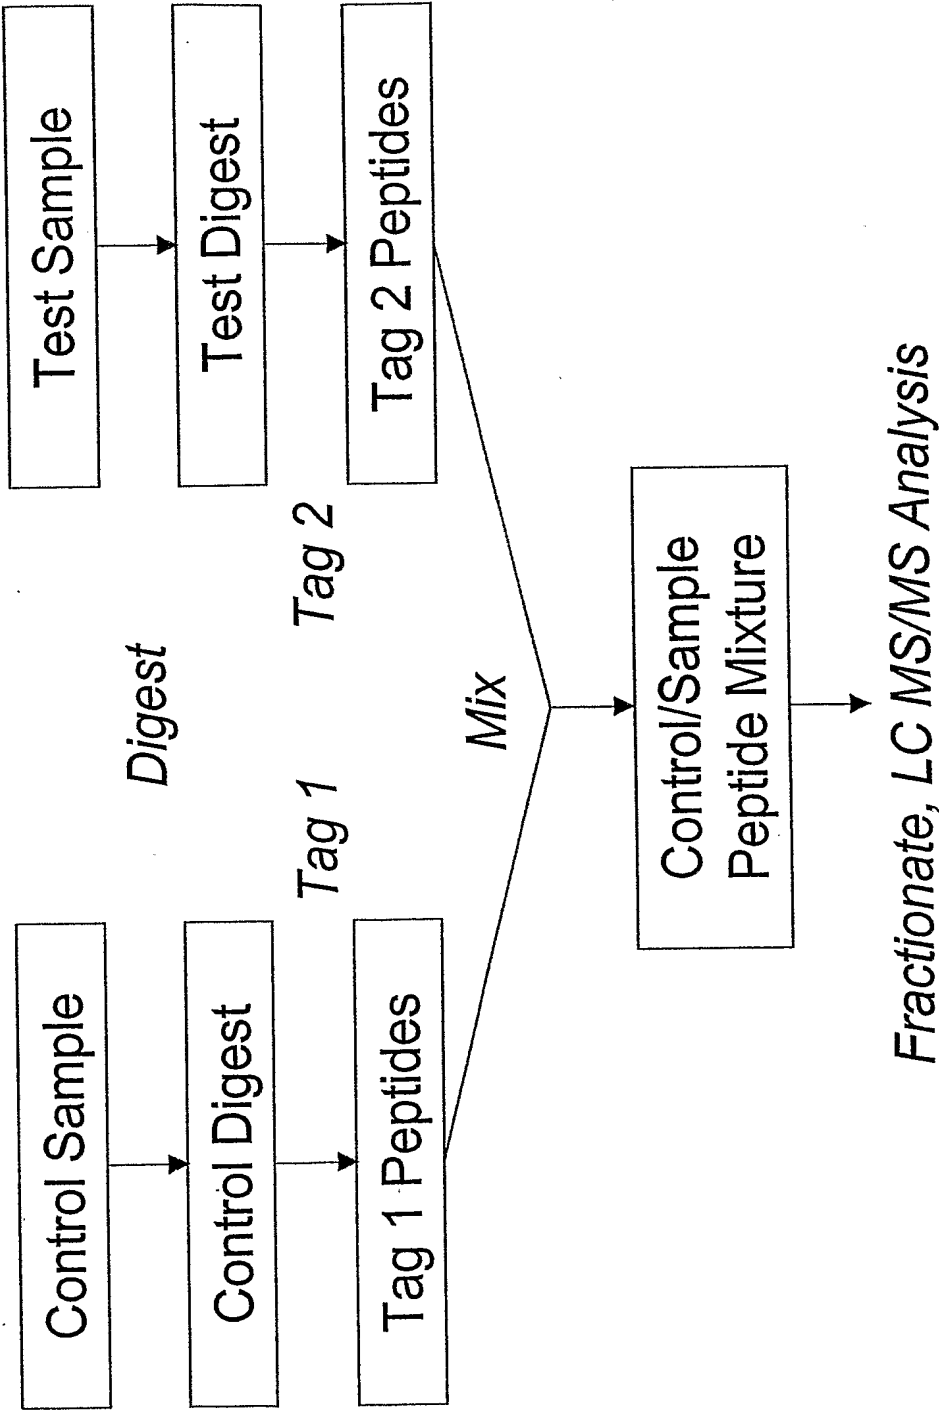 Control Sample
Test Sample
Digest
Control Digest
Test Digest
Tag 1
Tag 2
Tag 1 Peptides
Tag 2 Peptides
Mix
Control/Sample
Peptide Mixture
Fractionate, LC MS/MS Analysis